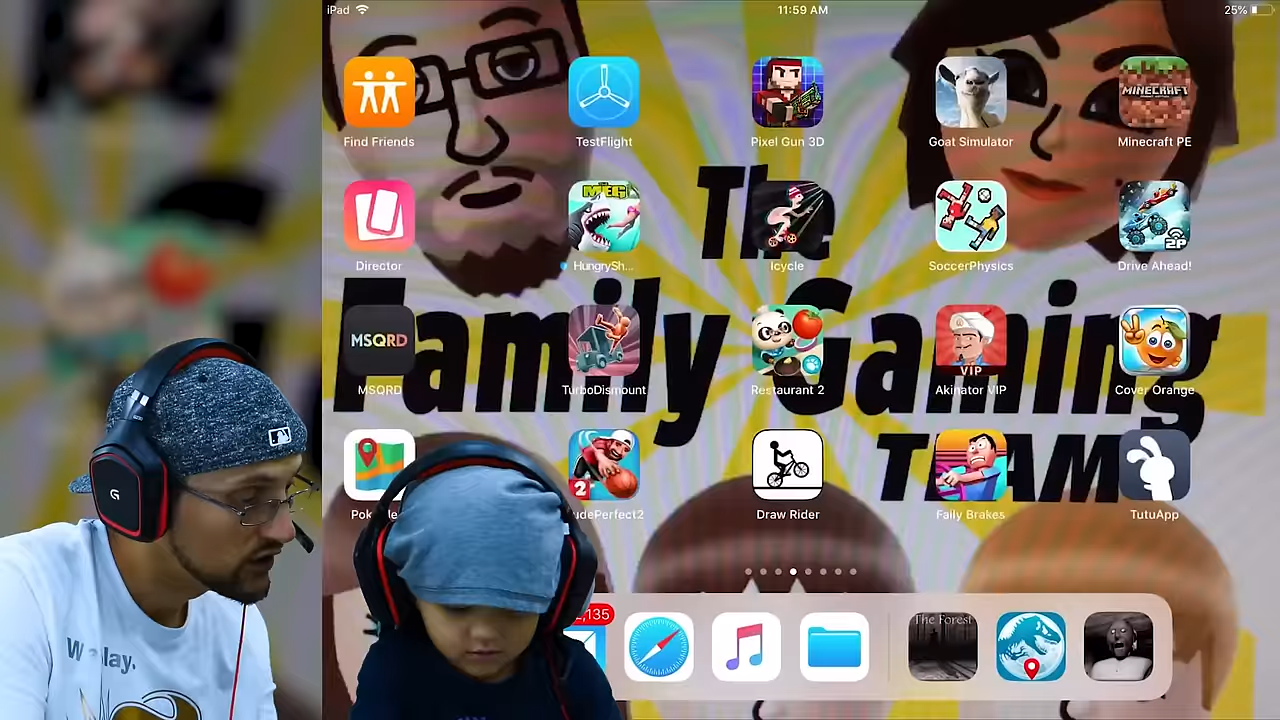 iPad
11:59 AM
25%
Find Friends
TestFlight
Pixel Gun 3D
Goat Simulator
MINECRAFT
Minecraft PE
Director
MEG
HungrySh...
Icycle
SoccerPhysics
2P
Drive Ahead!
MSQRD
MSQRD
TurboDismount
Restaurant 2
VIP
Akinator VIP
Cover Orange
The
Family Gaming
TEAM
2
udePerfect2
Draw Rider
Faily Brakes
TutuApp
,135
The Forest
G